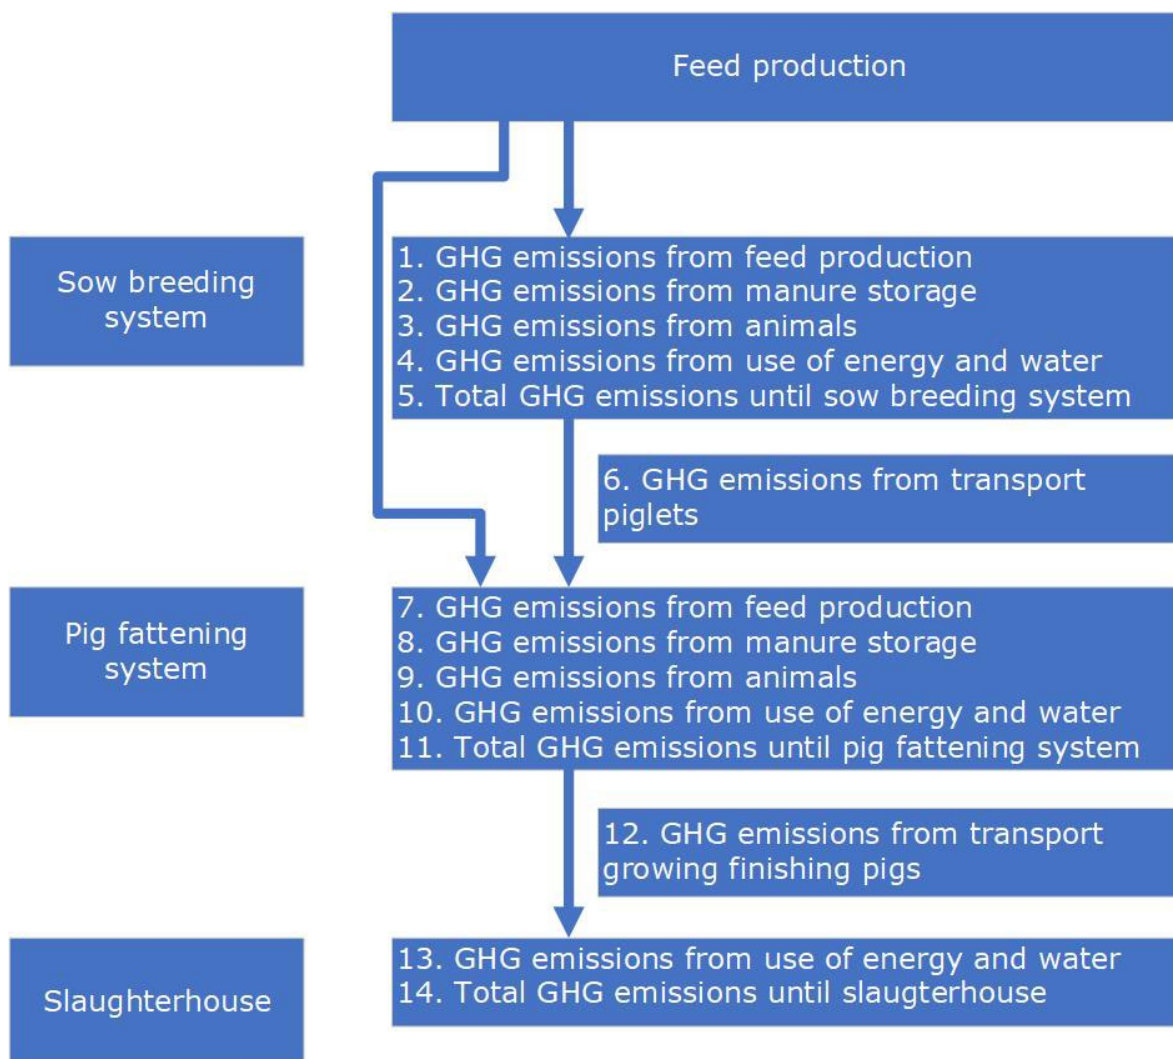 Feed production
Sow breeding
system
1. GHG emissions from feed production
2. GHG emissions from manure storage
3. GHG emissions from animals
4. GHG emissions from use of energy and water
5. Total GHG emissions until sow breeding system
6. GHG emissions from transport
piglets
Pig fattening
system
7. GHG emissions from feed production
8. GHG emissions from manure storage
9. GHG emissions from animals
10. GHG emissions from use of energy and water
11. Total GHG emissions until pig fattening system
12. GHG emissions from transport
growing finishing pigs
Slaughterhouse
13. GHG emissions from use of energy and water
14. Total GHG emissions until slaugterhouse